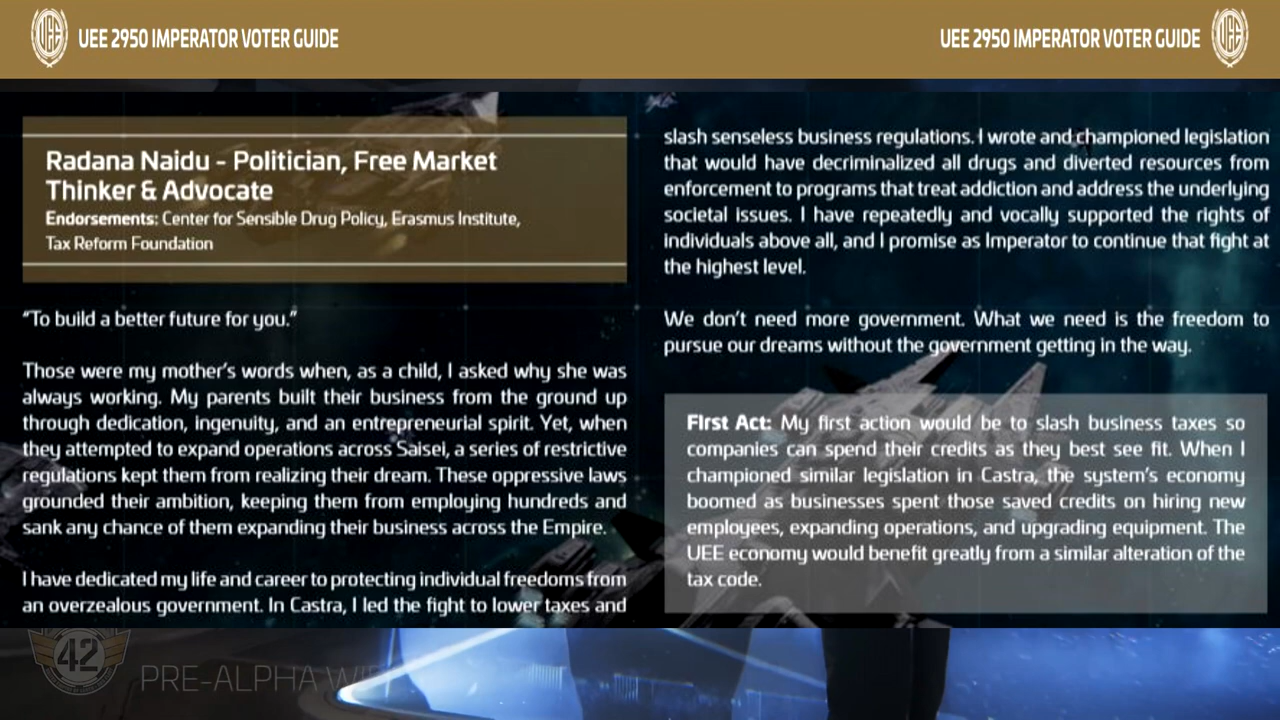 UEE 2950 IMPERATOR VOTER GUIDE
UEE 2950 IMPERATOR VOTER GUIDE
Radana Naidu - Politician, Free Market
Thinker & Advocate
Endorsements: Center for Sensible Drug Policy, Erasmus Institute,
Tax Reform Foundation
“To build a better future for you.”
Those were my mother’s words when, as a child, I asked why she was
always working. My parents built their business from the ground up
through dedication, ingenuity, and an entrepreneurial spirit. Yet, when
they attempted to expand operations across Saisei, a series of restrictive
regulations kept them from realizing their dream. These oppressive laws
grounded their ambition, keeping them from employing hundreds and
sank any chance of them expanding their business across the Empire.
I have dedicated my life and career to protecting individual freedoms from
an overzealous government. In Castra, I led the fight to lower taxes and
slash senseless business regulations. I wrote and championed legislation
that would have decriminalized all drugs and diverted resources from
enforcement to programs that treat addiction and address the underlying
societal issues. I have repeatedly and vocally supported the rights of
individuals above all, and I promise as Imperator to continue that fight at
the highest level.
We don’t need more government. What we need is the freedom to
pursue our dreams without the government getting in the way.
First Act: My first action would be to slash business taxes so
companies can spend their credits as they best see fit. When I
championed similar legislation in Castra, the system’s economy
boomed as businesses spent those saved credits on hiring new
employees, expanding operations, and upgrading equipment. The
UEE economy would benefit greatly from a similar alteration of the
tax code.
42
PRE-ALPHA